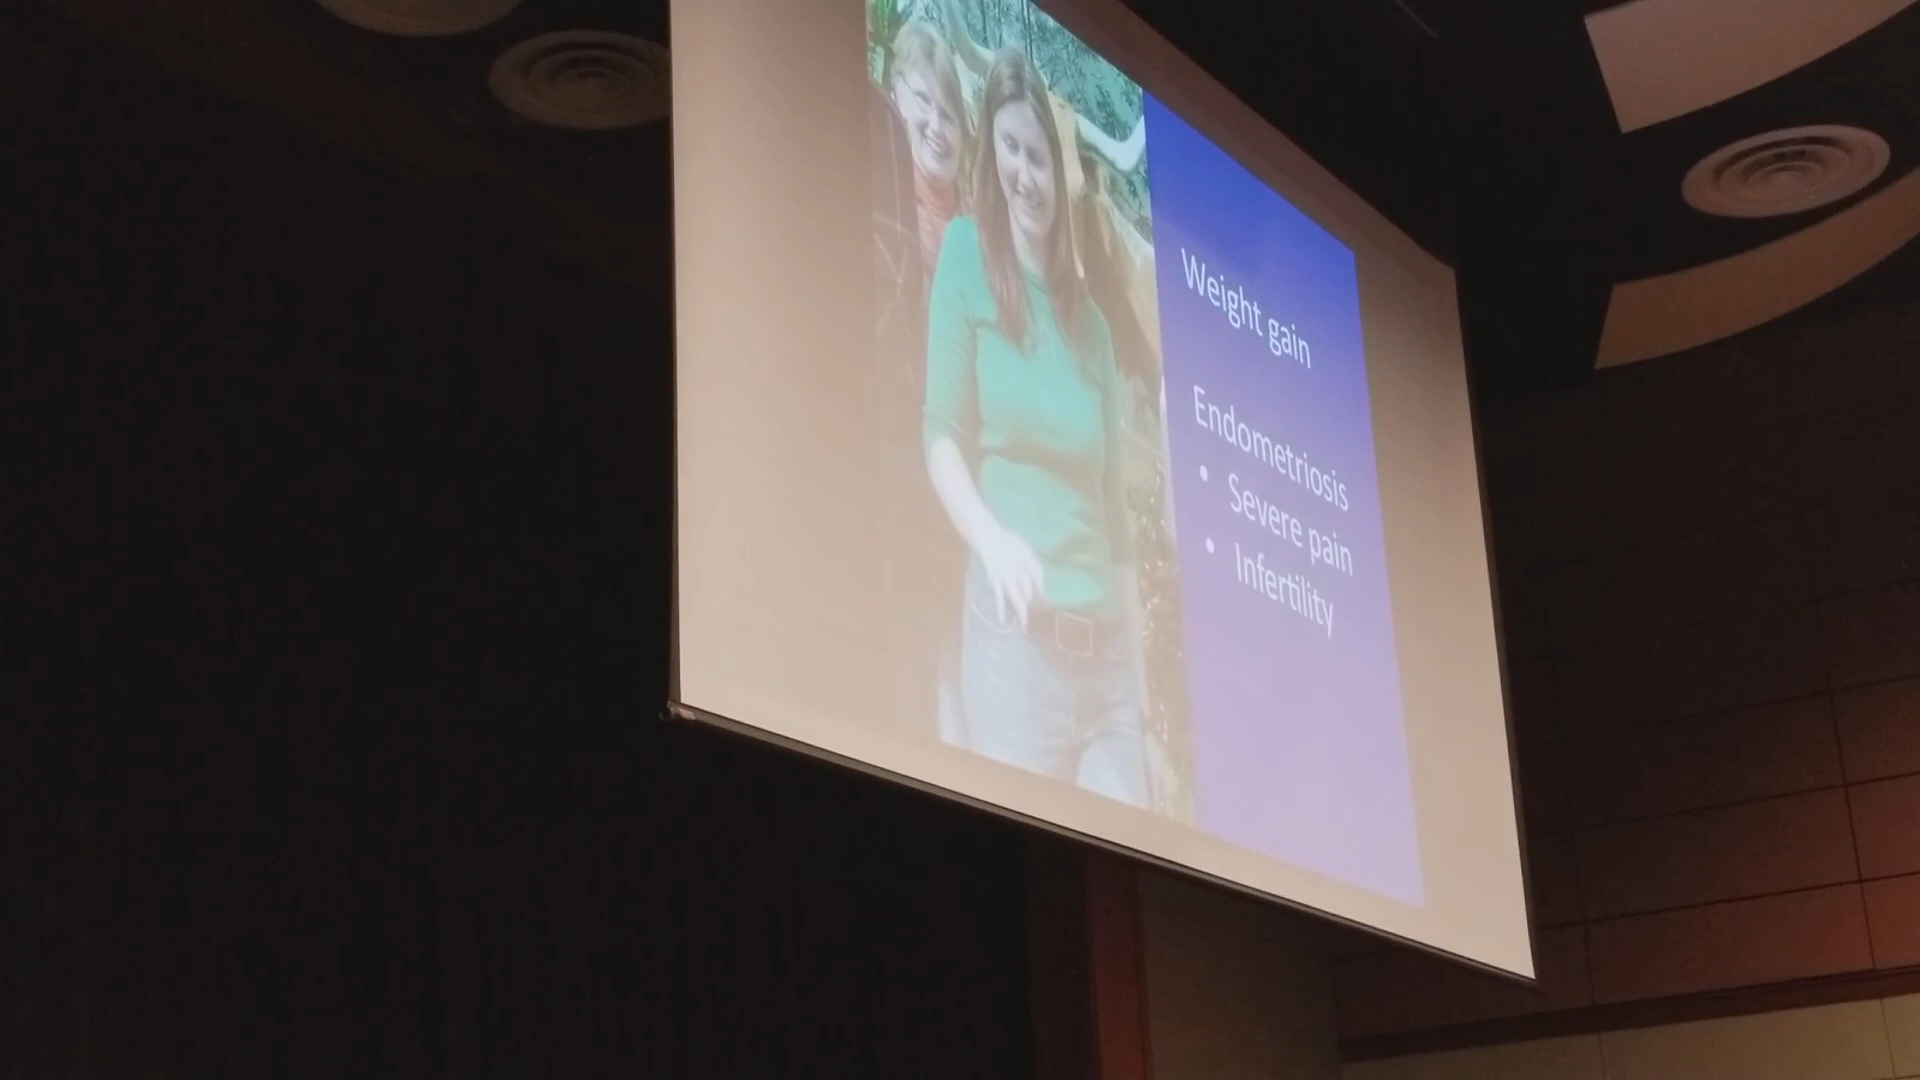 Weight gain
Endometriosis
• Severe pain
• Infertility